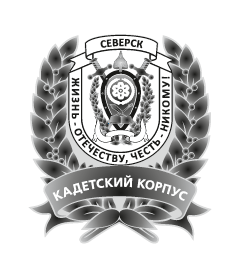 СЕВЕРСК
ЖИЗНЬ - ОТЕЧЕСТВУ, ЧЕСТЬ - НИКОМУ!
КАДЕТСКИЙ КОРПУС